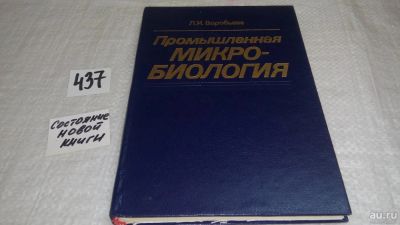 437
Состояние
новой
книги
Л.И. Воробьева
Промышленная
МИКРО-
БИОЛОГИЯ
au.ru